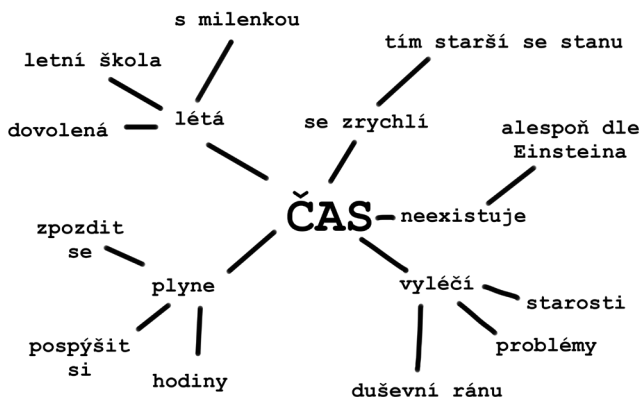 s milenkou
tím starší se stanu
letní škola
létá
se zrychlí
dovolená
alespoň dle
Einsteina
ČAS
neexistuje
zpozdit
se
plyne
vyléčí
starosti
pospýšit
si
problémy
hodiny
duševní ránu